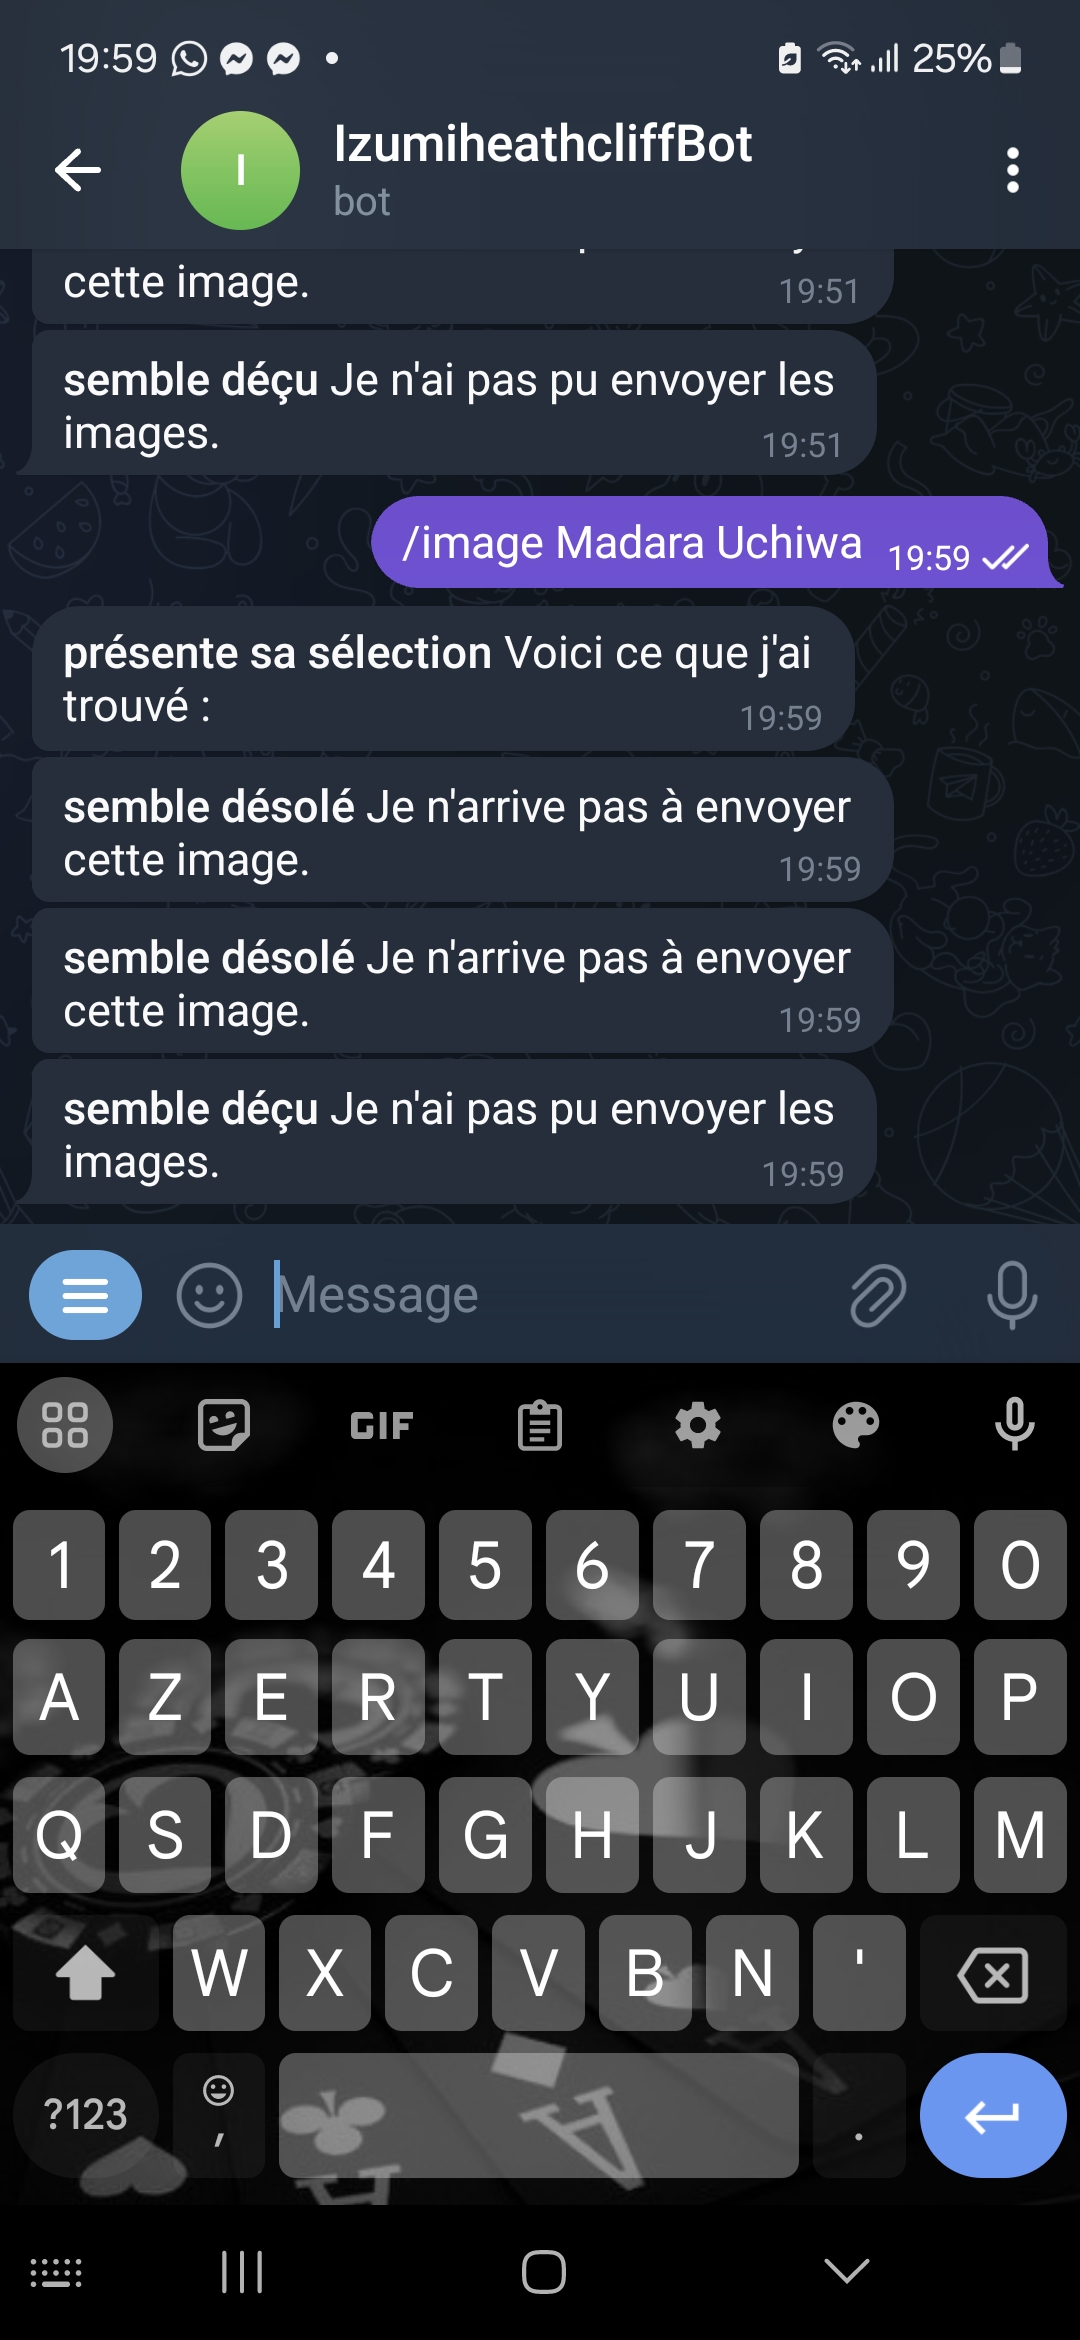 19:59
25%
I
IzumiheathcliffBot
bot
cette image.
19:51
semble déçu Je n'ai pas pu envoyer les
images.
19:51
/image Madara Uchiwa
19:59
présente sa sélection Voici ce que j'ai
trouvé :
19:59
semble désolé Je n'arrive pas à envoyer
cette image.
19:59
semble désolé Je n'arrive pas à envoyer
cette image.
19:59
semble déçu Je n'ai pas pu envoyer les
images.
19:59
Message
GIF
1 2 3 4 5 6 7 8 9 0
A Z E R T Y U I O P
Q S D F G H J K L M
W X C V B N '
?123 , .